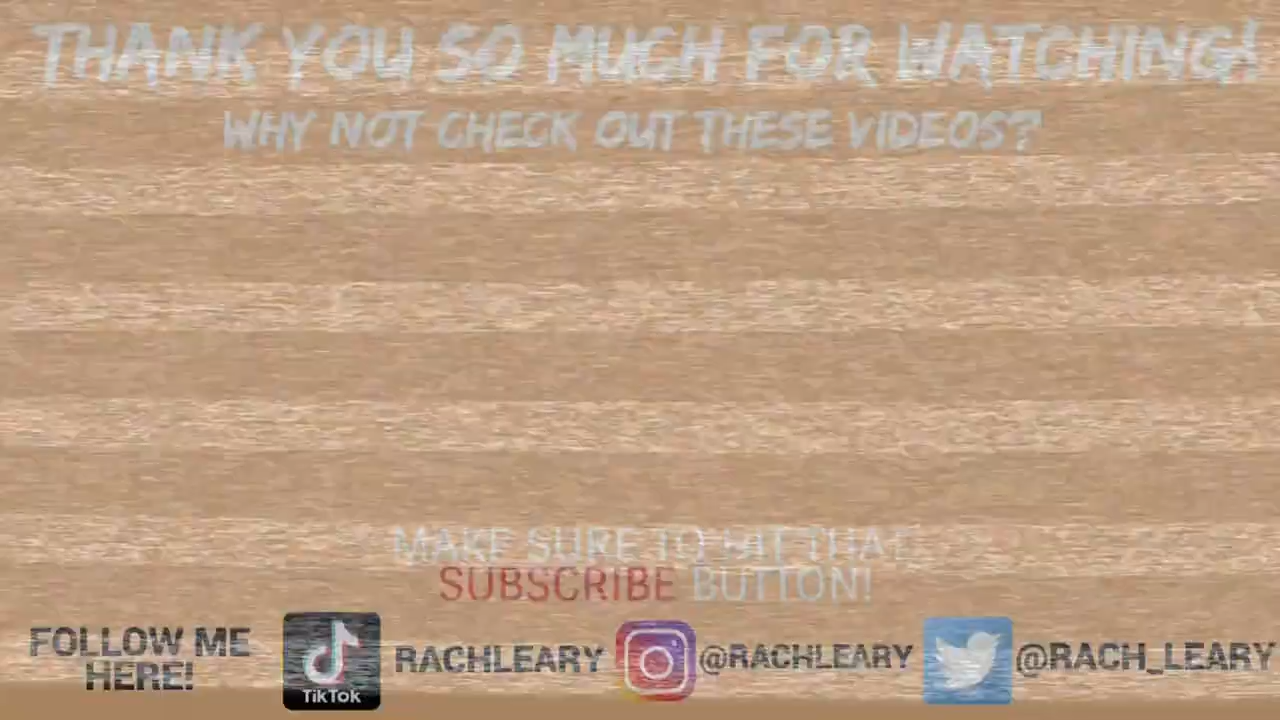 THANK YOU SO MUCH FOR WATCHING!
WHY NOT CHECK OUT THESE VIDEOS?
MAKE SURE TO HIT THAT
SUBSCRIBE BUTTON!
FOLLOW ME
HERE!
TikTok
RACHLEARY
@RACHLEARY
@RACH_LEARY